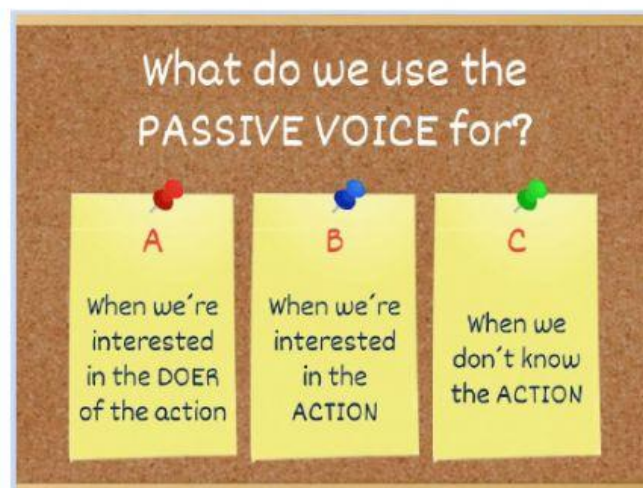 What do we use the
PASSIVE VOICE for?
A
When we´re
interested
in the DOER
of the action
B
When we´re
interested
in the
ACTION
C
When we
don´t know
the ACTION